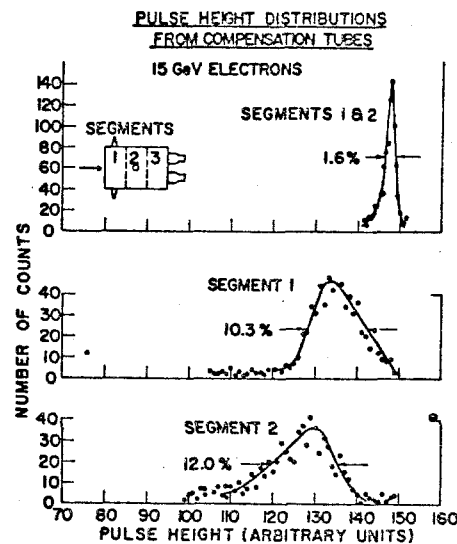 PULSE HEIGHT DISTRIBUTIONS
FROM COMPENSATION TUBES
15 GeV ELECTRONS
140
120
100
80
60
40
20
0
SEGMENTS
1 2 3
SEGMENTS 1 & 2
1.6%
NUMBER OF COUNTS
SEGMENT 1
40
30
20
10
0
10.3%
SEGMENT 2
40
30
20
10
0
12.0%
70 80 90 100 110 120 130 140 150 160
PULSE HEIGHT (ARBITRARY UNITS)